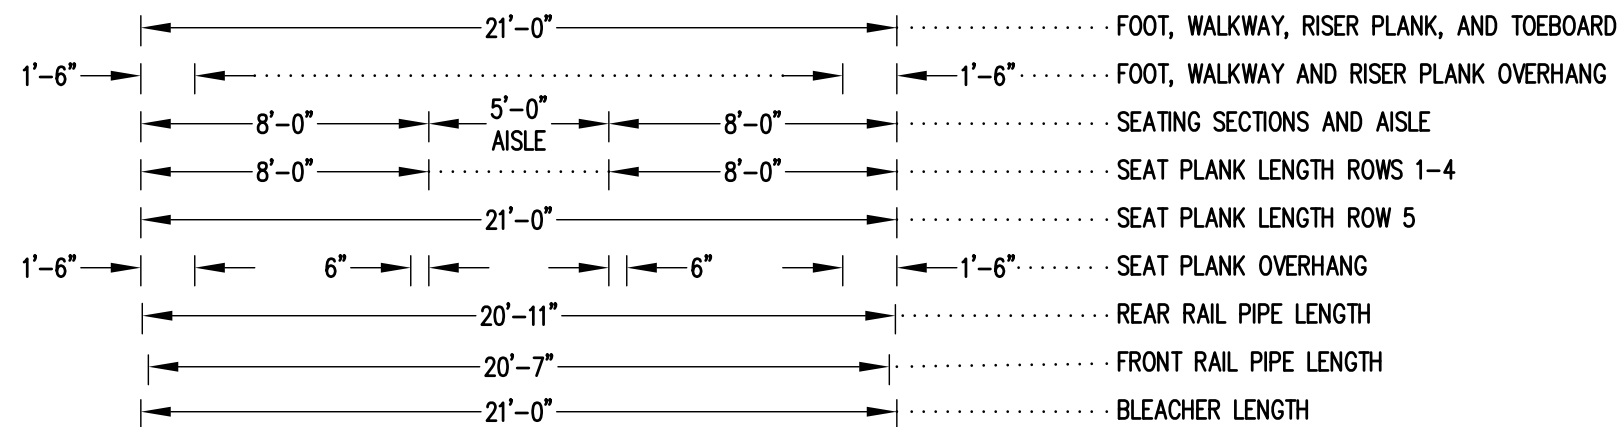 21'-0" FOOT, WALKWAY, RISER PLANK, AND TOEBOARD
1'-6" 1'-6" FOOT, WALKWAY AND RISER PLANK OVERHANG
8'-0" 5'-0" 8'-0" SEATING SECTIONS AND AISLE
AISLE
8'-0" 8'-0" SEAT PLANK LENGTH ROWS 1-4
21'-0" SEAT PLANK LENGTH ROW 5
1'-6" 6" 6" 1'-6" SEAT PLANK OVERHANG
20'-11" REAR RAIL PIPE LENGTH
20'-7" FRONT RAIL PIPE LENGTH
21'-0" BLEACHER LENGTH